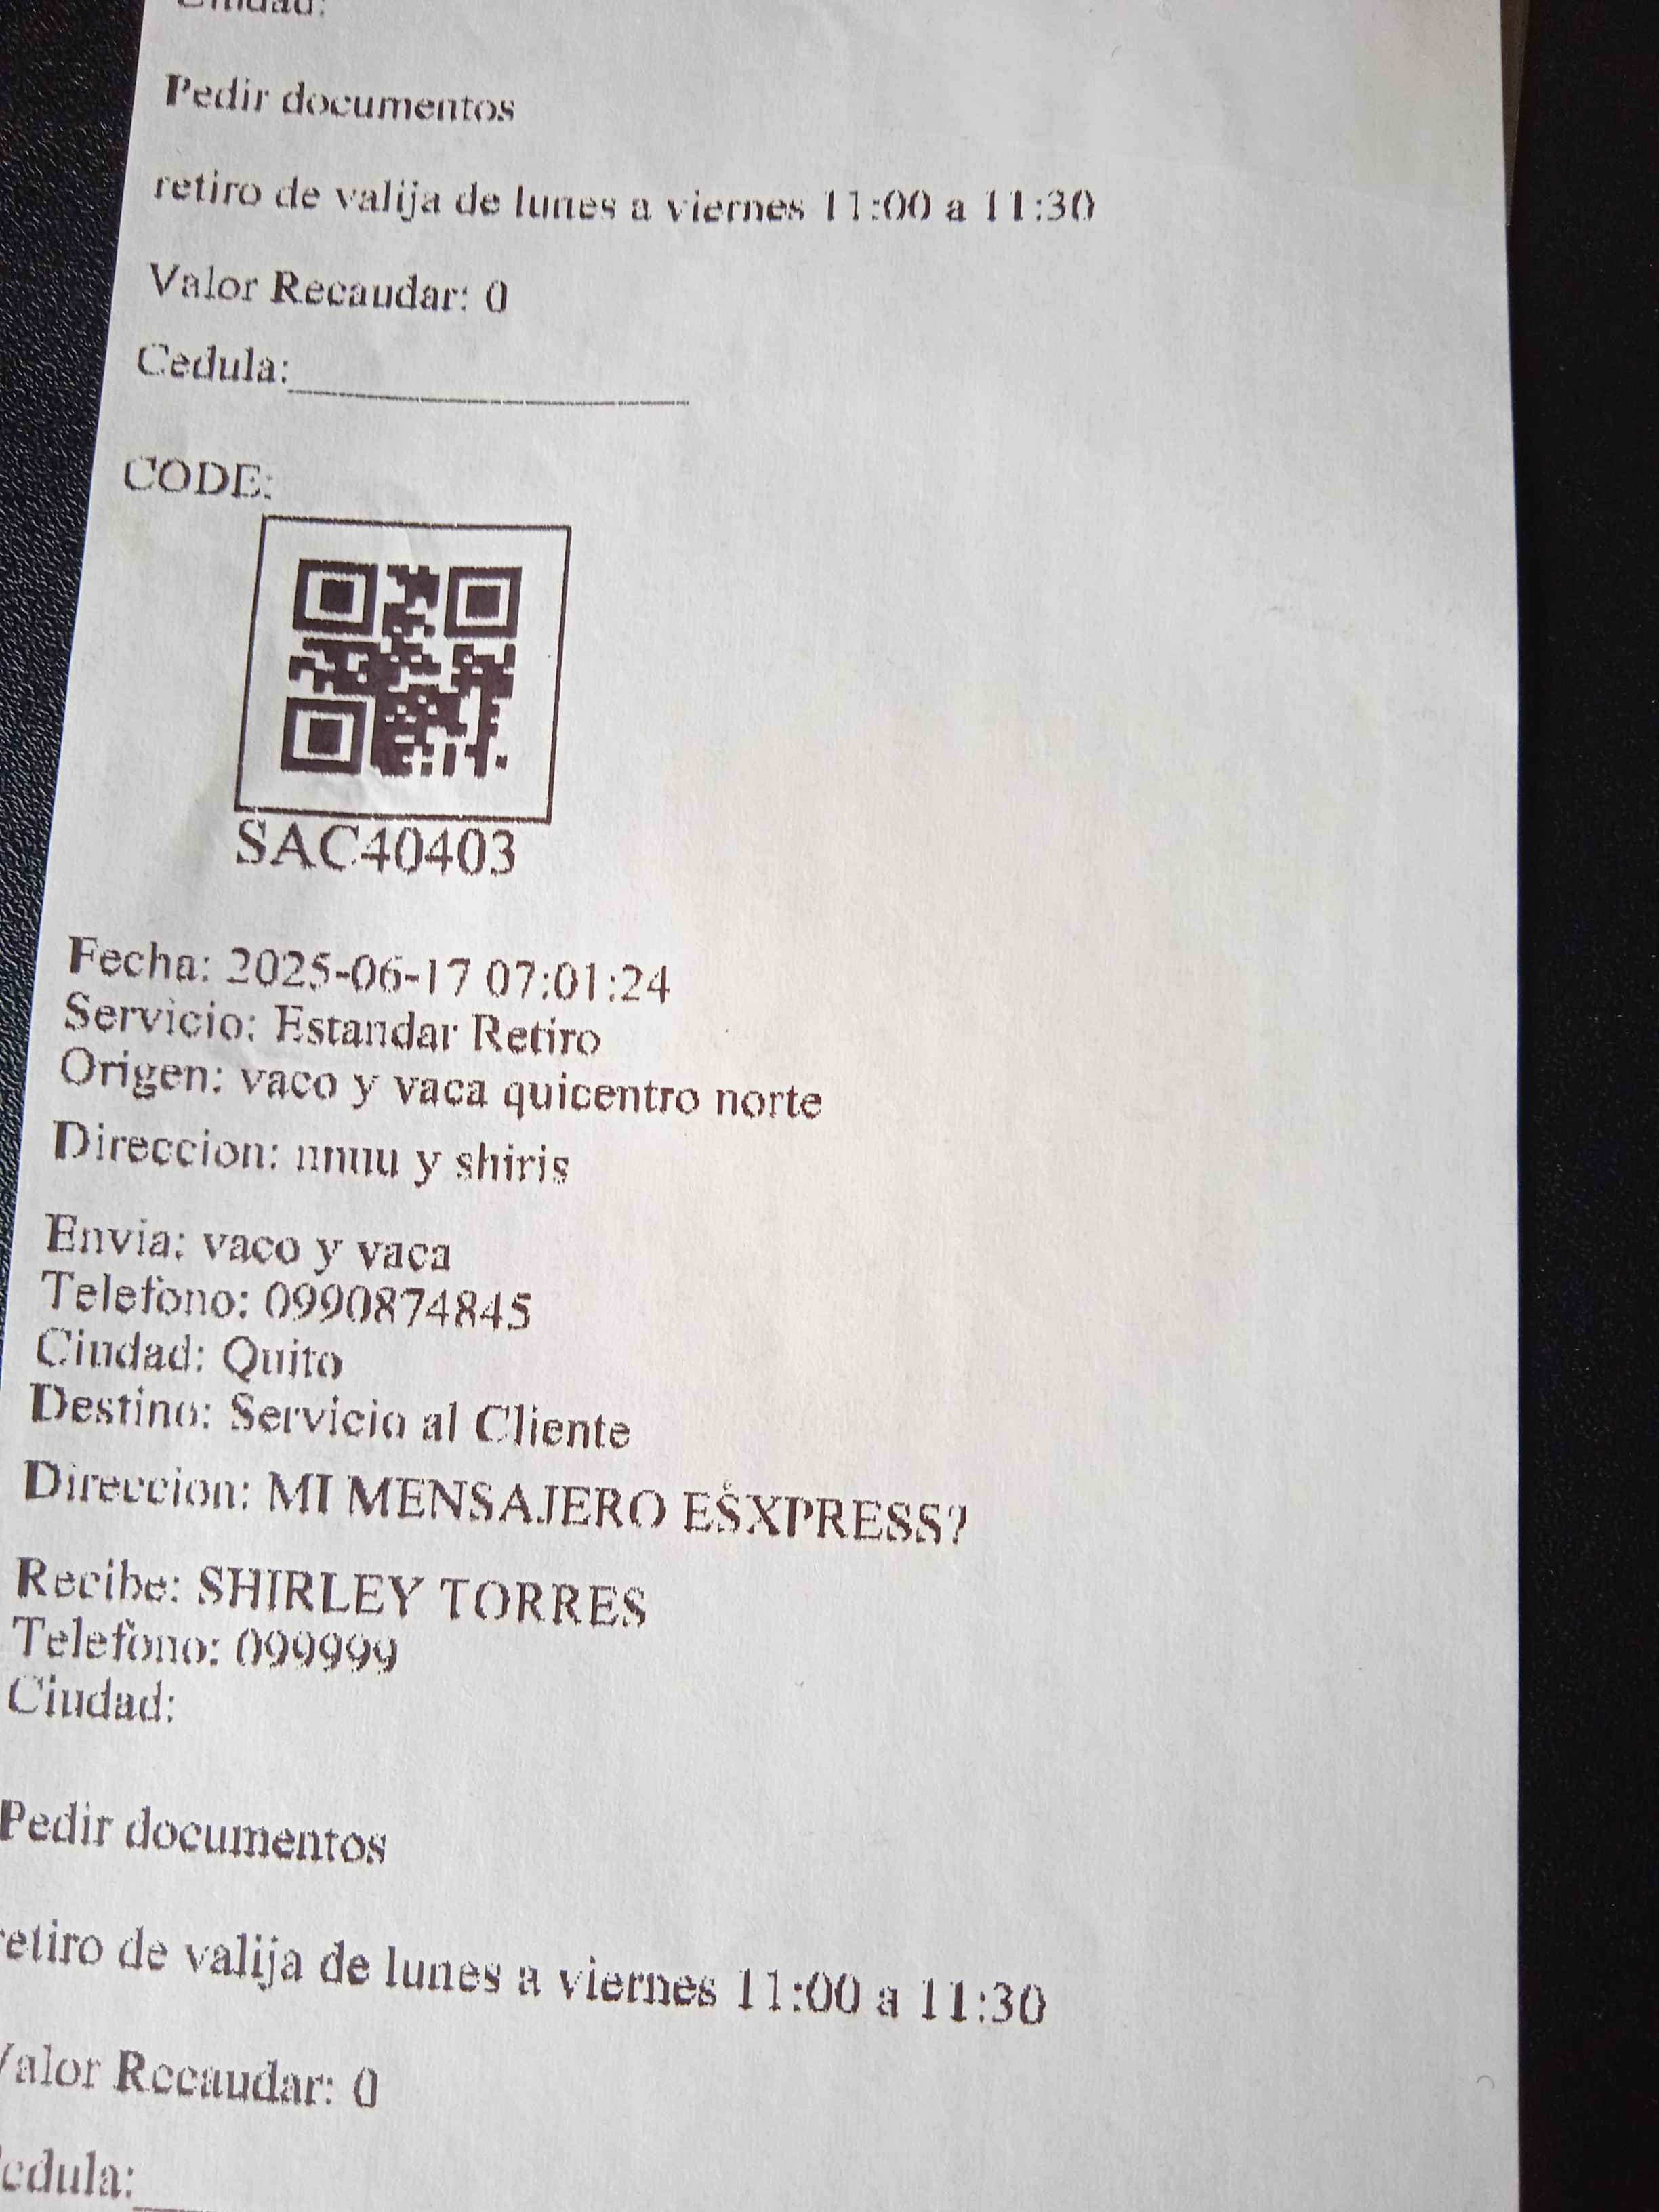 Ciudad:
Pedir documentos
retiro de valija de lunes a viernes 11:00 a 11:30
Valor Recaudar: 0
Cedula:
CODE:
SAC40403
Fecha: 2025-06-17 07:01:24
Servicio: Estandar Retiro
Origen: vaco y vaca quicentro norte
Direccion: nnuu y shiris
Envia: vaco y vaca
Telefono: 0990874845
Ciudad: Quito
Destino: Servicio al Cliente
Direccion: MI MENSAJERO ESXPRESS?
Recibe: SHIRLEY TORRES
Telefono: 099999
Ciudad:
Pedir documentos
retiro de valija de lunes a viernes 11:00 a 11:30
Valor Recaudar: 0
Cedula: